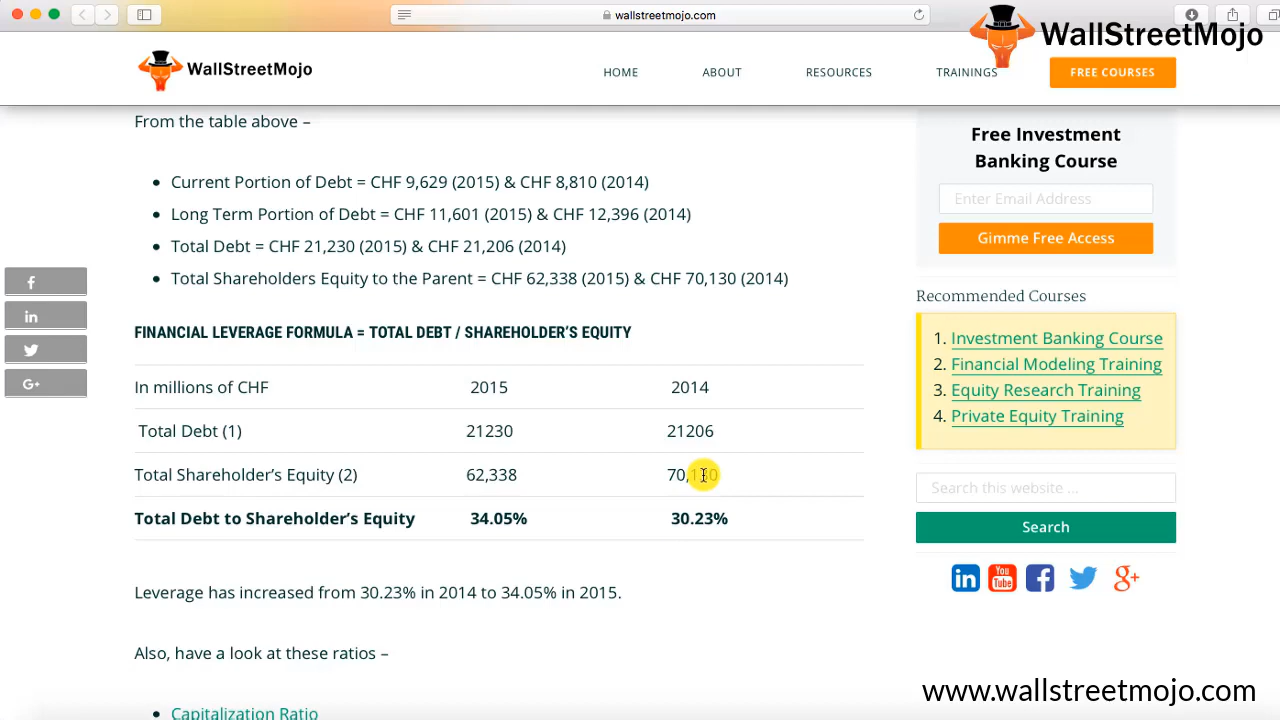 wallstreetmojo.com
WallStreetMojo
WallStreetMojo
HOME ABOUT RESOURCES TRAININGS FREE COURSES
From the table above –
Current Portion of Debt = CHF 9,629 (2015) & CHF 8,810 (2014)
Long Term Portion of Debt = CHF 11,601 (2015) & CHF 12,396 (2014)
Total Debt = CHF 21,230 (2015) & CHF 21,206 (2014)
Total Shareholders Equity to the Parent = CHF 62,338 (2015) & CHF 70,130 (2014)
FINANCIAL LEVERAGE FORMULA = TOTAL DEBT / SHAREHOLDER'S EQUITY
In millions of CHF 2015 2014
Total Debt (1) 21230 21206
Total Shareholder's Equity (2) 62,338 70,130
Total Debt to Shareholder's Equity 34.05% 30.23%
Leverage has increased from 30.23% in 2014 to 34.05% in 2015.
Also, have a look at these ratios –
Capitalization Ratio
Free Investment
Banking Course
Enter Email Address
Gimme Free Access
Recommended Courses
1. Investment Banking Course
2. Financial Modeling Training
3. Equity Research Training
4. Private Equity Training
Search this website ...
Search
in You Tube f g+
f
in
G+
www.wallstreetmojo.com